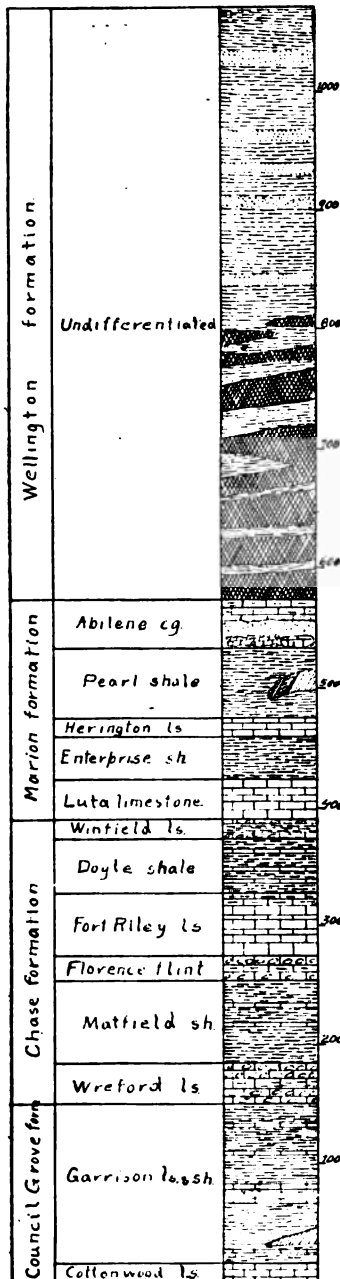 Wellington formation
Undifferentiated
1000
900
800
700
600
Marion formation
Abilene cg.
Pearl shale
500
Herington ls
Enterprise sh
Luta limestone
400
Chase formation
Winfield ls.
Doyle shale
Fort Riley ls
300
Florence flint
Matfield sh.
200
Wreford ls.
Council Grove form
Garrison ls. & sh.
100
Cottonwood ls.